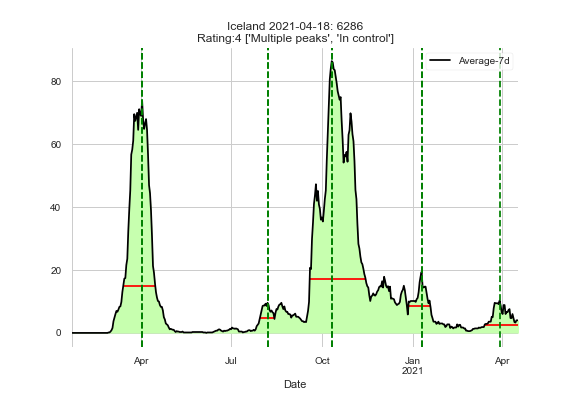 Iceland 2021-04-18: 6286
Rating:4 ['Multiple peaks', 'In control']
Average-7d
80
60
40
20
0
Apr
Jul
Oct
Jan
2021
Apr
Date